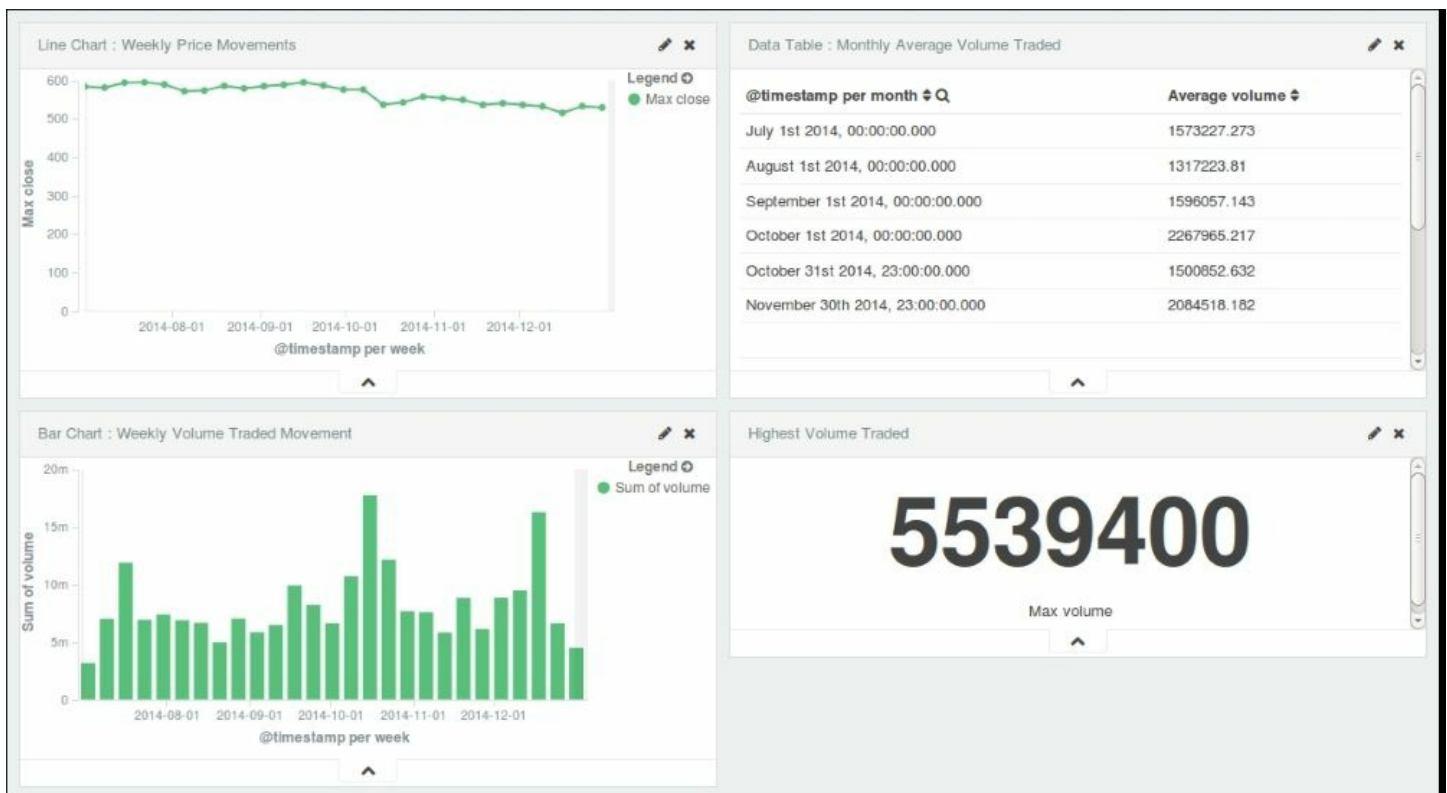 Line Chart : Weekly Price Movements
Legend
Max close
600
500
400
300
200
100
0
Max close
2014-08-01 2014-09-01 2014-10-01 2014-11-01 2014-12-01
@timestamp per week
Data Table : Monthly Average Volume Traded
@timestamp per month Average volume
July 1st 2014, 00:00:00.000 1573227.273
August 1st 2014, 00:00:00.000 1317223.81
September 1st 2014, 00:00:00.000 1596057.143
October 1st 2014, 00:00:00.000 2267965.217
October 31st 2014, 23:00:00.000 1500852.632
November 30th 2014, 23:00:00.000 2084518.182
Bar Chart : Weekly Volume Traded Movement
Legend
Sum of volume
20m
15m
10m
5m
0
Sum of volume
2014-08-01 2014-09-01 2014-10-01 2014-11-01 2014-12-01
@timestamp per week
Highest Volume Traded
5539400
Max volume